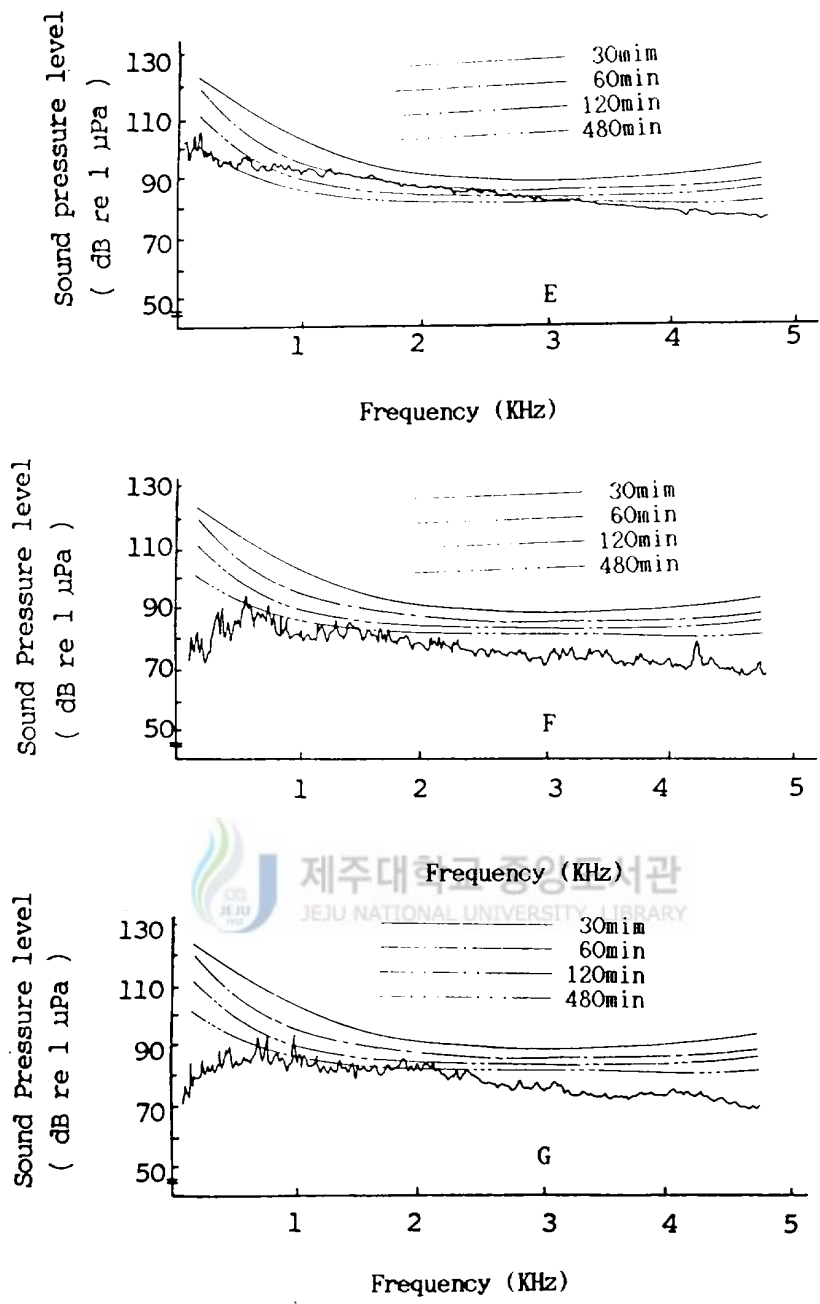 Sound pressure level
( dB re 1 µPa )
130
110
90
70
50
30mim
60min
120min
480min
E
1 2 3 4 5
Frequency (KHz)
Sound Pressure level
( dB re 1 µPa )
130
110
90
70
50
30mim
60min
120min
480min
F
1 2 3 4 5
Frequency (KHz)
제주대학교 중앙도서관
JEJU NATIONAL UNIVERSITY LIBRARY
JEJU
1952
Sound Pressure level
( dB re 1 µPa )
130
110
90
70
50
30mim
60min
120min
480min
G
1 2 3 4 5
Frequency (KHz)